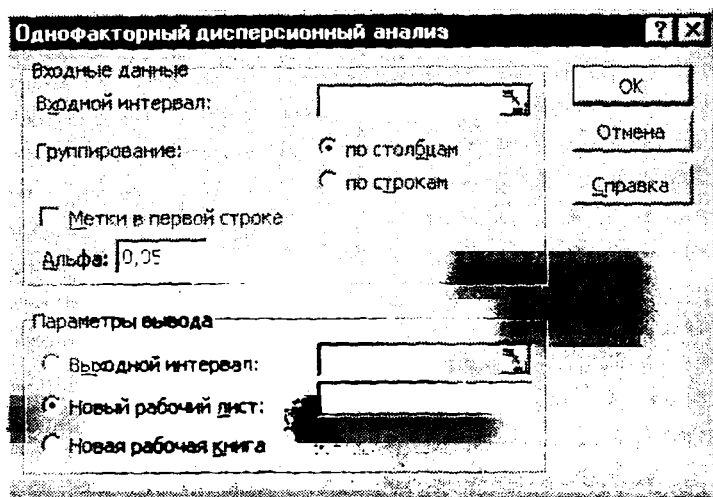 Однофакторный дисперсионный анализ
Входные данные
Входной интервал:
Группирование:
по столбцам
по строкам
Метки в первой строке
Альфа: 0,05
OK
Отмена
Справка
Параметры вывода
Выходной интервал:
Новый рабочий лист:
Новая рабочая книга